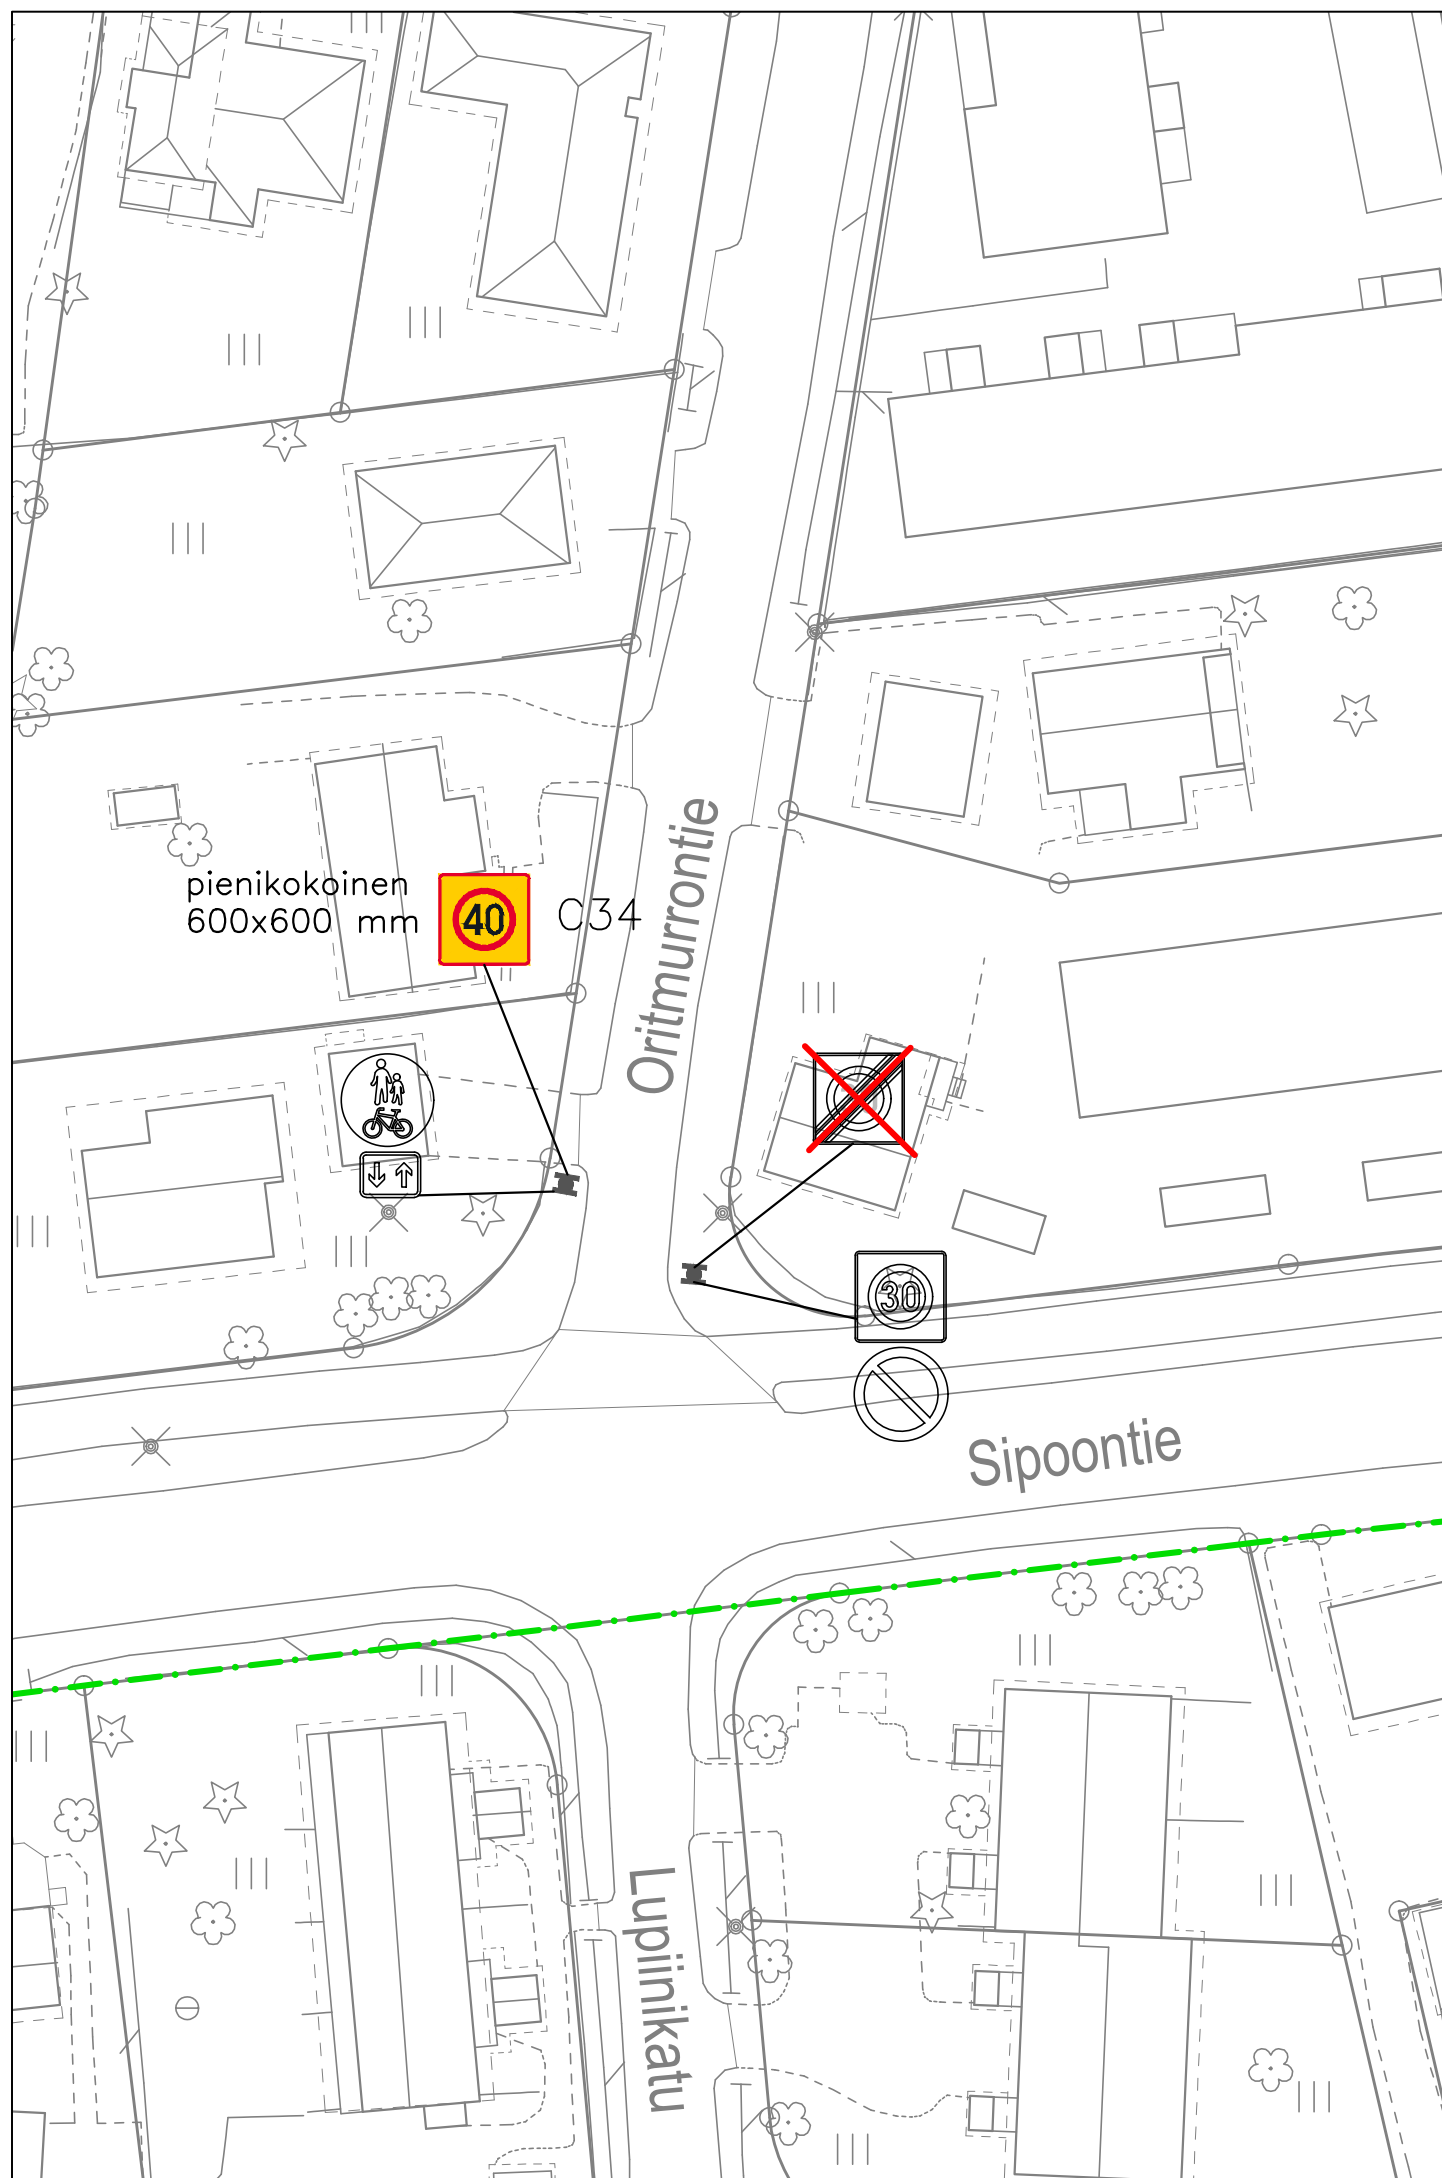 pienikokoinen
600x600 mm
40
C34
Oritmurrontie
30
Sipoontie
Lupiinikatu